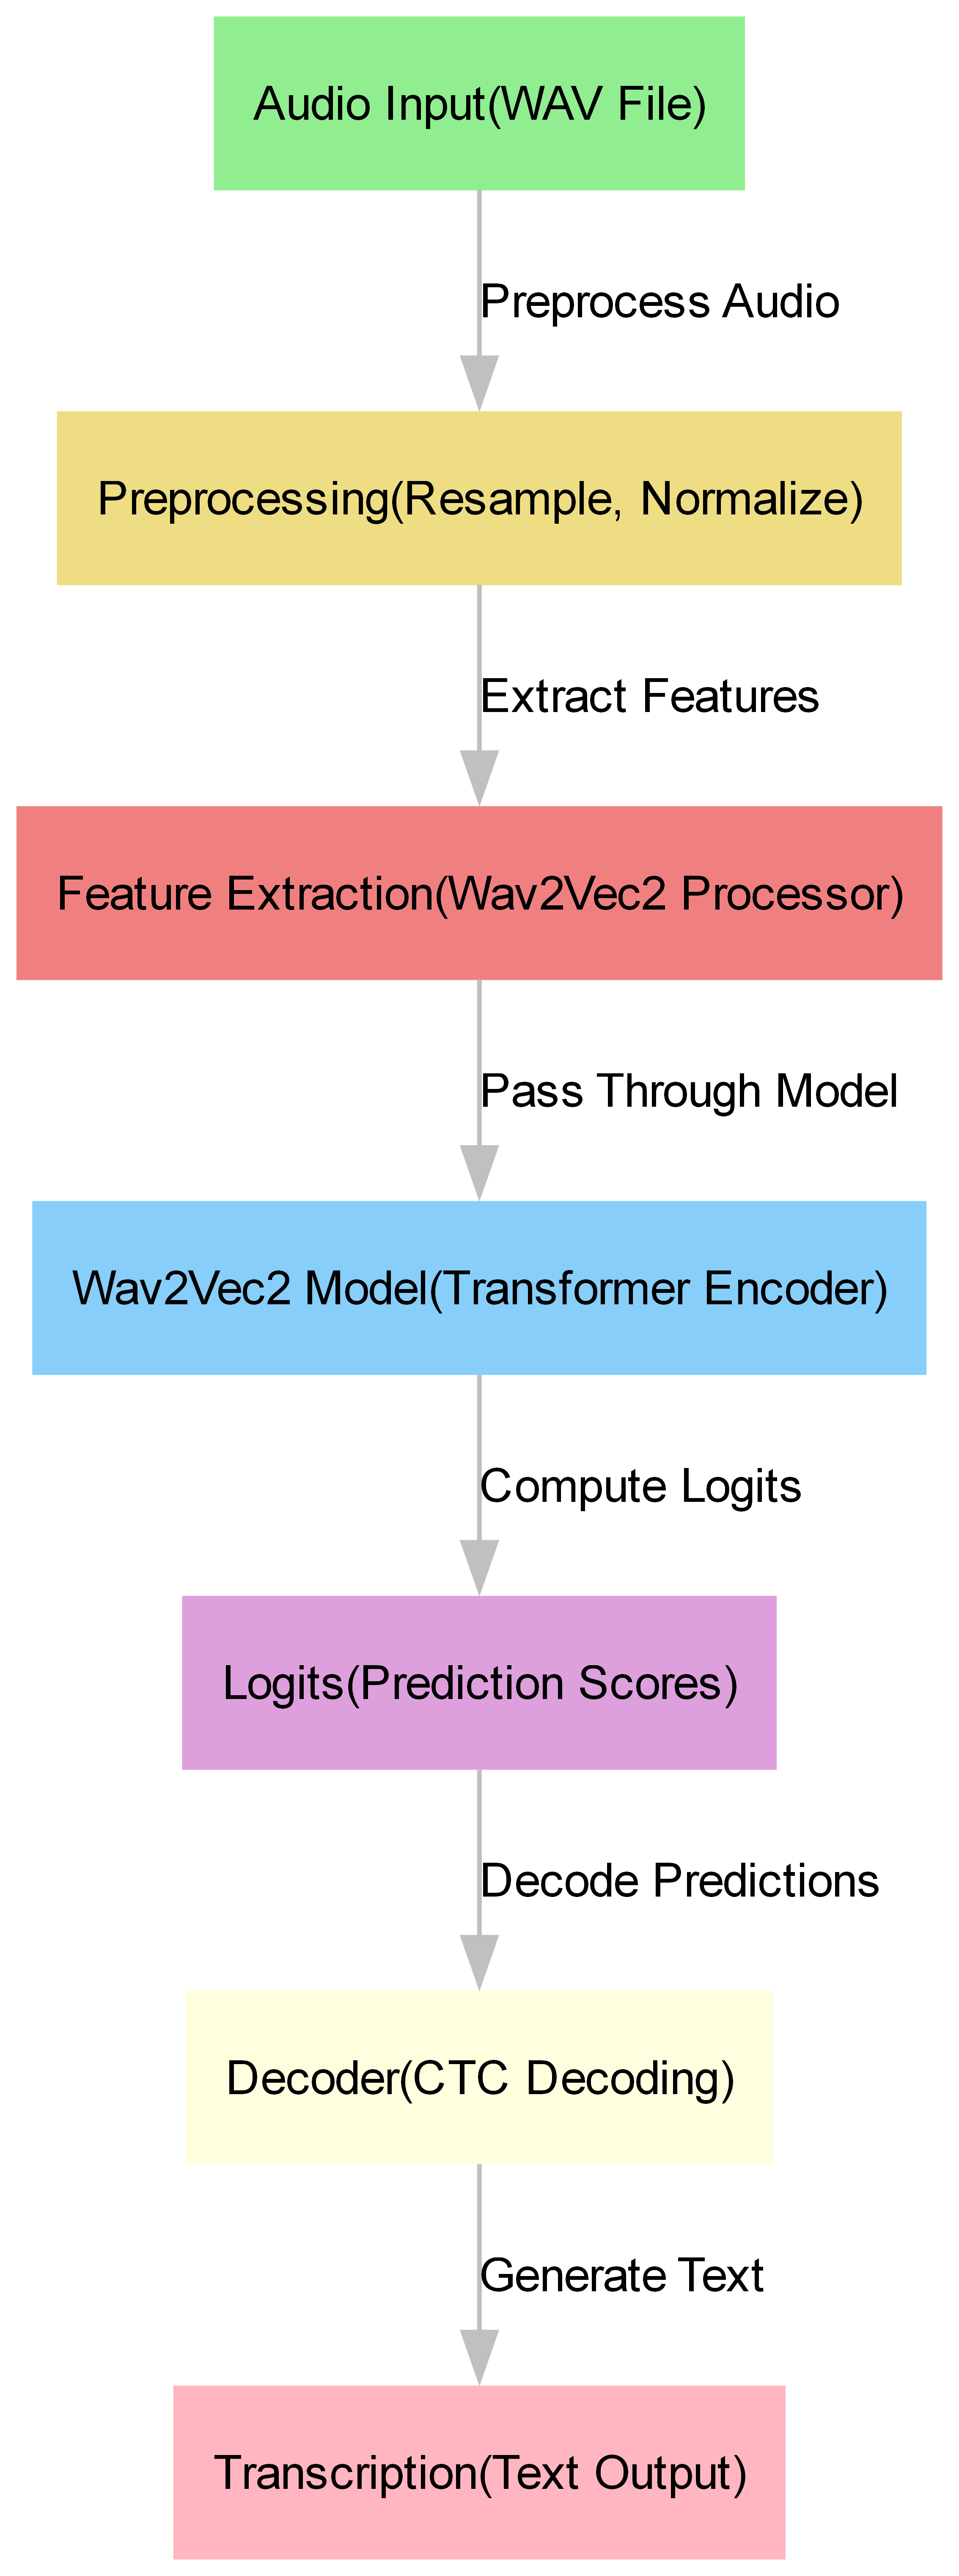 Audio Input(WAV File)
Preprocess Audio
Preprocessing(Resample, Normalize)
Extract Features
Feature Extraction(Wav2Vec2 Processor)
Pass Through Model
Wav2Vec2 Model(Transformer Encoder)
Compute Logits
Logits(Prediction Scores)
Decode Predictions
Decoder(CTC Decoding)
Generate Text
Transcription(Text Output)